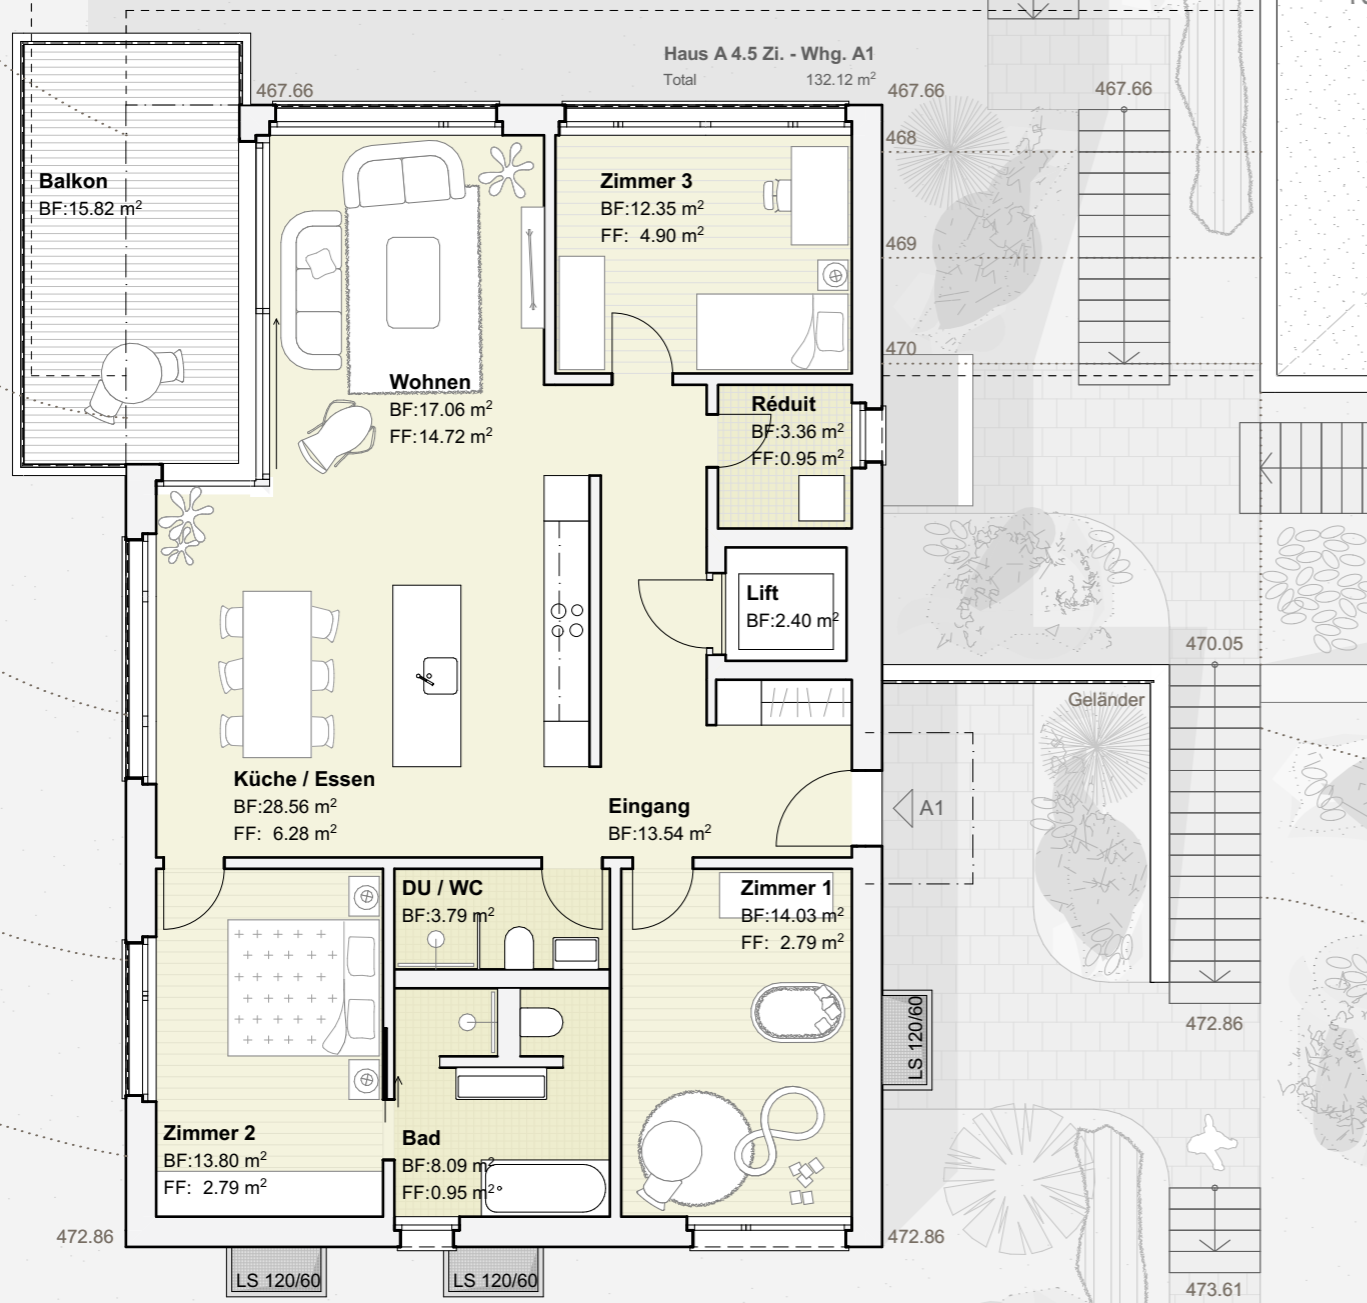 Haus A 4.5 Zi. - Whg. A1
Total 132.12 m²
467.66
467.66
467.66
468
469
470
Balkon
BF:15.82 m²
Zimmer 3
BF:12.35 m²
FF: 4.90 m²
Wohnen
BF:17.06 m²
FF:14.72 m²
Réduit
BF:3.36 m²
FF:0.95 m²
Lift
BF:2.40 m²
470.05
Geländer
Küche / Essen
BF:28.56 m²
FF: 6.28 m²
Eingang
BF:13.54 m²
A1
DU / WC
BF:3.79 m²
Zimmer 1
BF:14.03 m²
FF: 2.79 m²
LS 120/60
472.86
Zimmer 2
BF:13.80 m²
FF: 2.79 m²
Bad
BF:8.09 m²
FF:0.95 m²°
472.86
472.86
LS 120/60
LS 120/60
473.61